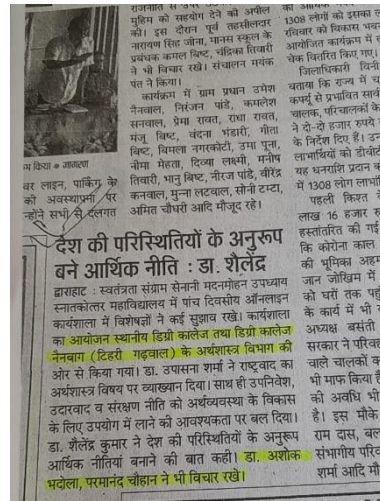 राजनीति से
मुहिम को सहयोग देने की अपील
की। इस दौरान पूर्व तहसीलदार
नारायण सिंह जीना, मानस स्कूल के
प्रबंधक कमल बिष्ट, चंद्रिका तिवारी
ने भी विचार रखे। संचालन मयंक
पंत ने किया।
कार्यक्रम में ग्राम प्रधान उमेश
नैनवाल, निरंजन पांडे, कमलेश
सनवाल, प्रेमा रावत, राधा रावत,
मंजू बिष्ट, वंदना भंडारी, गीता
बिष्ट, विमला नगरकोटी, उमा पूना,
नीमा मेहता, दिव्या लक्ष्मी, मनीष
तिवारी, भानु बिष्ट, नीरज पांडे, वीरेंद्र
कनवाल, मुन्ना लटवाल, सोनी टम्टा,
अमित चौधरी आदि मौजूद रहे।
किया • जागरण
वर लाइन, पार्किंग के
की अवस्थापना पर
न्होंने सभी से दलगत
देश की परिस्थितियों के अनुरूप
बने आर्थिक नीति : डा. शैलेंद्र
द्वाराहाट : स्वतंत्रता संग्राम सेनानी मदनमोहन उपाध्याय
स्नातकोत्तर महाविद्यालय में पांच दिवसीय ऑनलाइन
कार्यशाला में विशेषज्ञों ने कई सुझाव रखे। कार्यशाला
का आयोजन स्थानीय डिग्री कालेज तथा डिग्री कालेज
नैनबाग (टिहरी गढ़वाल) के अर्थशास्त्र विभाग की
ओर से किया गया। डा. उपासना शर्मा ने राष्ट्रवाद का
अर्थशास्त्र विषय पर व्याख्यान दिया। साथ ही उपनिवेश,
उदारवाद व संरक्षण नीति को अर्थव्यवस्था के विकास
के लिए उपयोग में लाने की आवश्यकता पर बल दिया।
डा. शैलेंद्र कुमार ने देश की परिस्थितियों के अनुरूप
आर्थिक नीतियां बनाने की बात कही। डा. अशोक
भदोला, परमानंद चौहान ने भी विचार रखे।
1308 लोगों को इसका
रविवार को विकास भवन
आयोजित कार्यक्रम में
चेक वितरित किए गए।
जिलाधिकारी
बताया कि राज्य में
कर्फ्यू से प्रभावित
चालक, परिचालकों के
ने दो-दो हजार रुपये
के निर्देश दिए हैं।
लाभार्थियों को डीबीटी
यह धनराशि प्रदान
में 1308 लोग
पहली किश्त
लाख 16 हजार
हस्तांतरित की गई
कि कोरोना काल
की भूमिका अहम
जान जोखिम में
को घरों तक
के कार्य में भी
अध्यक्ष बसंती
सरकार ने
वाले चालकों
भी माफ किया
की अवधि भी
है। इस मौके
राम दास,
संभागीय
शर्मा आदि